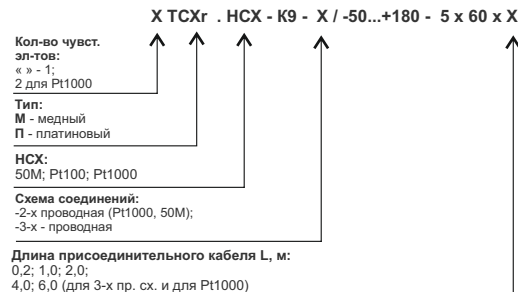 Х ТСХr . НСХ - К9 - Х / -50...+180 - 5 х 60 х Х
Кол-во чувст.
эл-тов:
« » - 1;
2 для Pt1000
Тип:
М - медный
П - платиновый
НСХ:
50М; Pt100; Pt1000
Схема соединений:
-2-х проводная (Pt1000, 50М);
-3-х - проводная
Длина присоединительного кабеля L, м:
0,2; 1,0; 2,0;
4,0; 6,0 (для 3-х пр. сх. и для Pt1000)